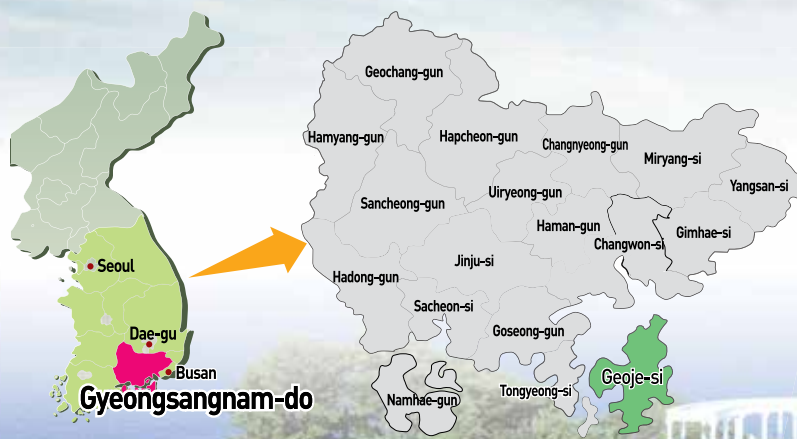 Seoul
Dae-gu
Busan
Gyeongsangnam-do
Geochang-gun
Hamyang-gun
Hapcheon-gun
Changnyeong-gun
Miryang-si
Yangsan-si
Sancheong-gun
Uiryeong-gun
Haman-gun
Changwon-si
Gimhae-si
Jinju-si
Hadong-gun
Sacheon-si
Goseong-gun
Geoje-si
Namhae-gun
Tongyeong-si